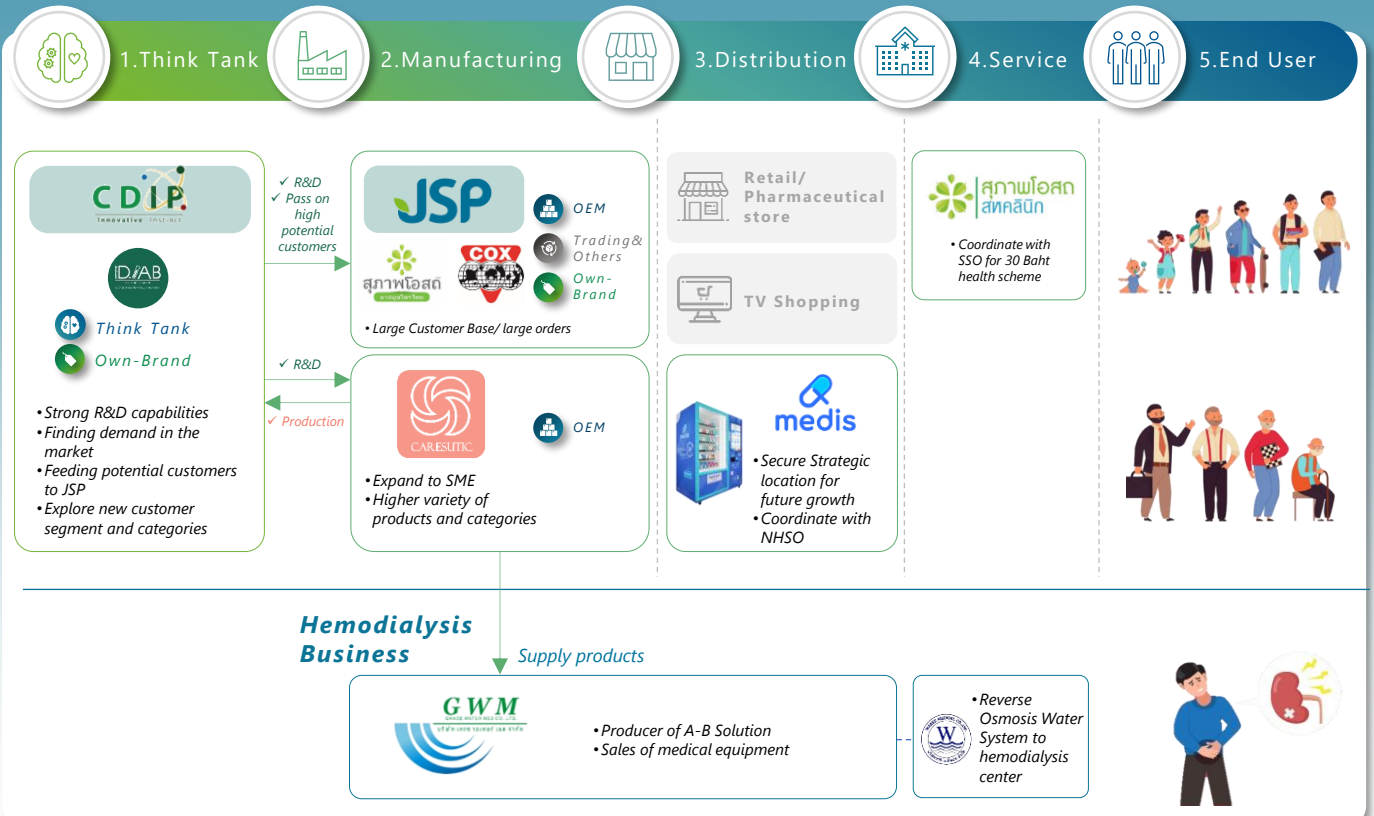 1.Think Tank
2.Manufacturing
3.Distribution
4.Service
5.End User
CDIP
Innovative
✓ R&D
✓ Pass on
high
potential
customers
Think Tank
Own-Brand
•Strong R&D capabilities
•Finding demand in the
market
•Feeding potential customers
to JSP
•Explore new customer
segment and categories
✓ R&D
✓ Production
JSP
สุภาพโอสถ
COX
OEM
Trading&
Others
Own-
Brand
• Large Customer Base/ large orders
CARESUTIC
OEM
•Expand to SME
•Higher variety of
products and categories
Retail/
Pharmaceutical
store
TV Shopping
medis
•Secure Strategic
location for
future growth
•Coordinate with
NHSO
สุภาพโอสถ
สหคลินิก
• Coordinate with
SSO for 30 Baht
health scheme
Hemodialysis
Business
Supply products
GWM
GRACE WATER MED CO., LTD.
•Producer of A-B Solution
•Sales of medical equipment
W
•Reverse
Osmosis Water
System to
hemodialysis
center